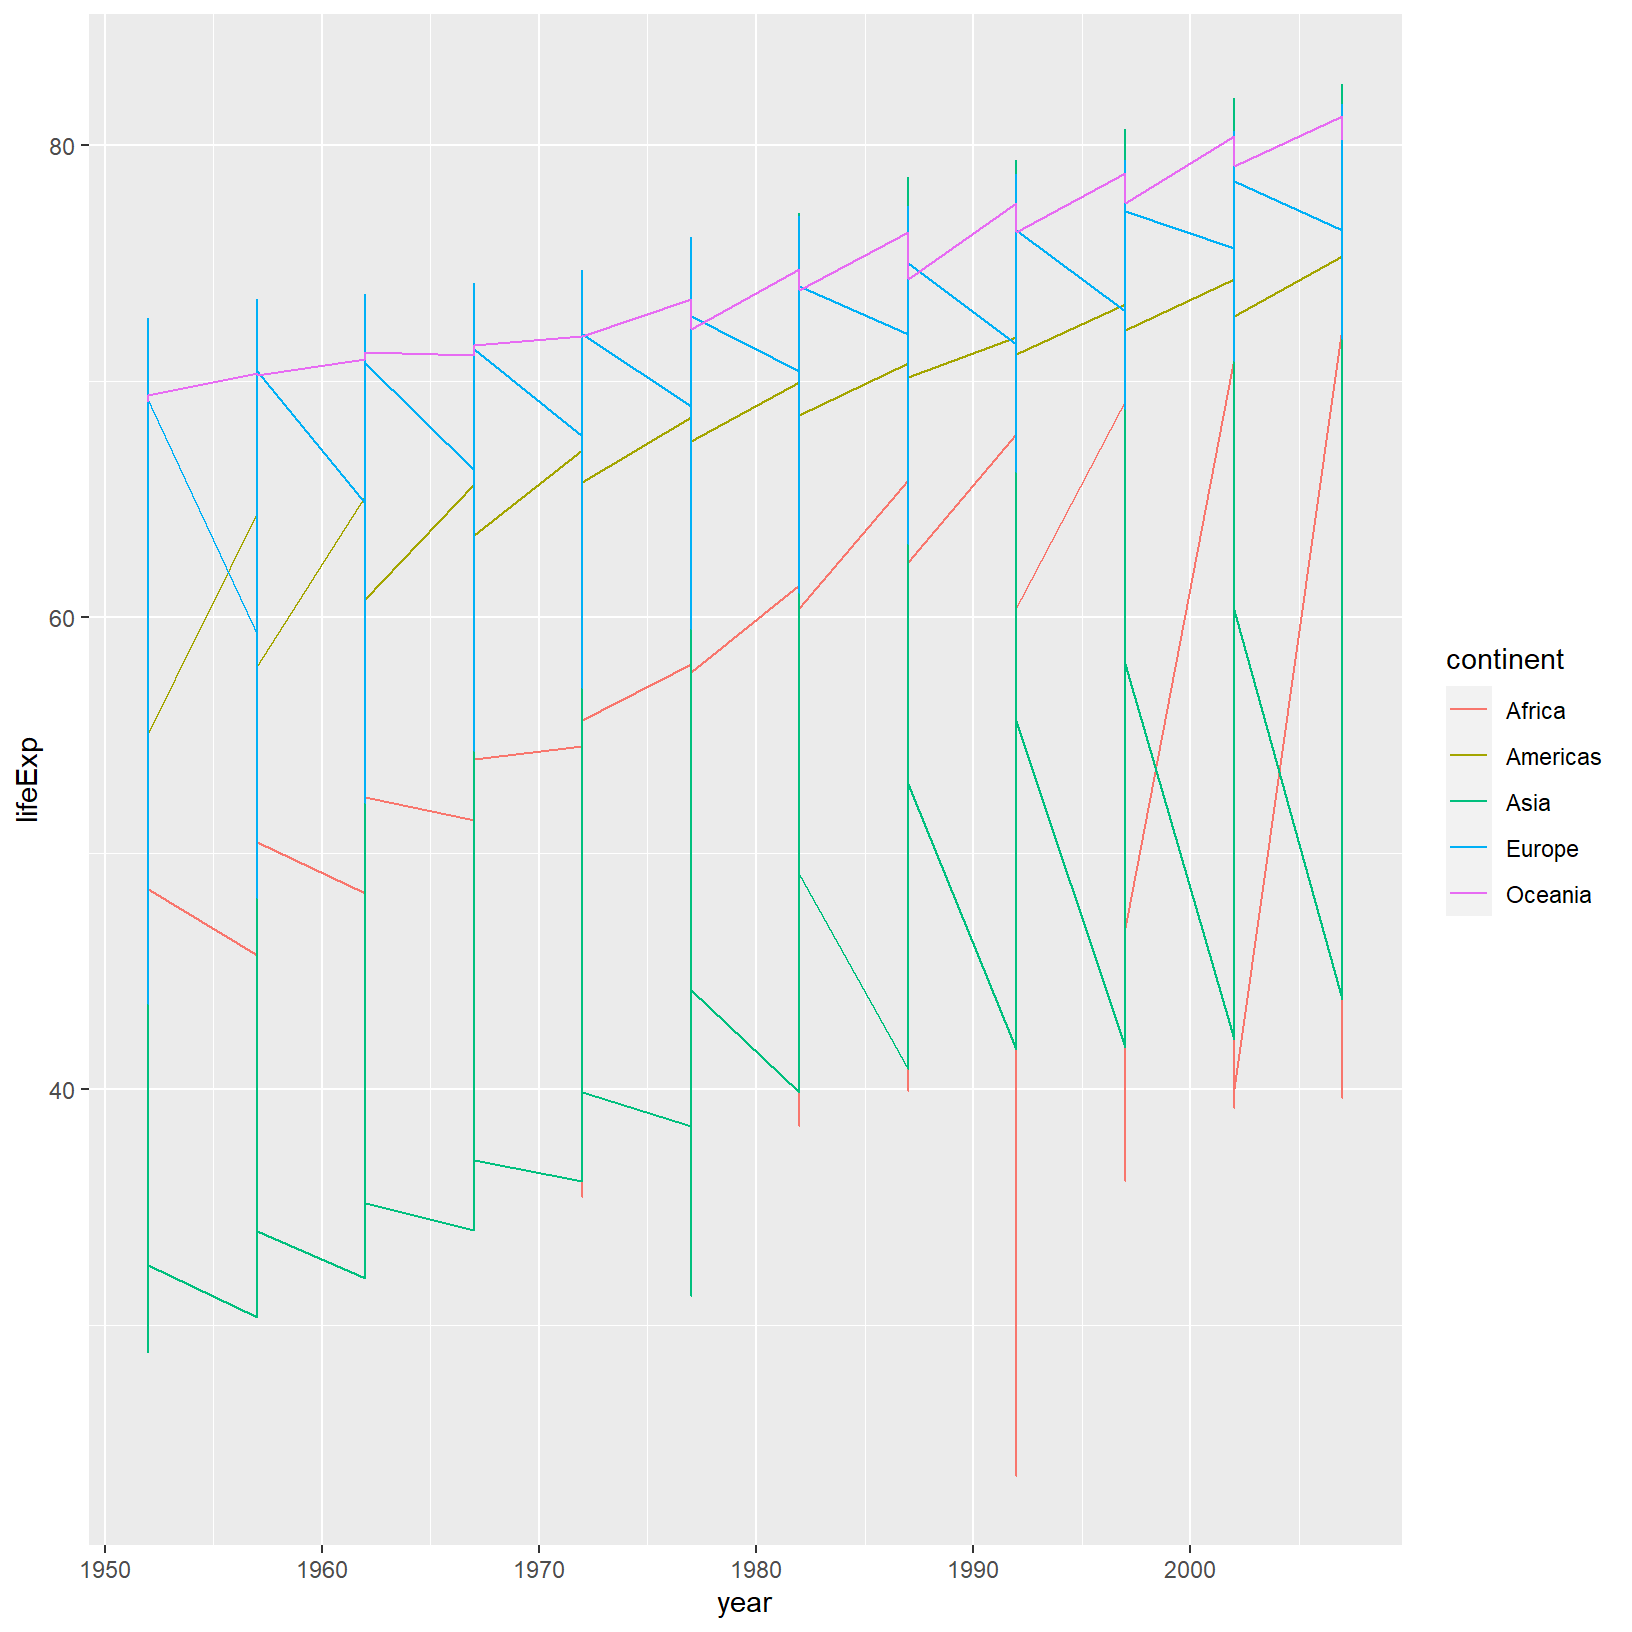 80
60
40
lifeExp
1950 1960 1970 1980 1990 2000
year
continent
Africa
Americas
Asia
Europe
Oceania